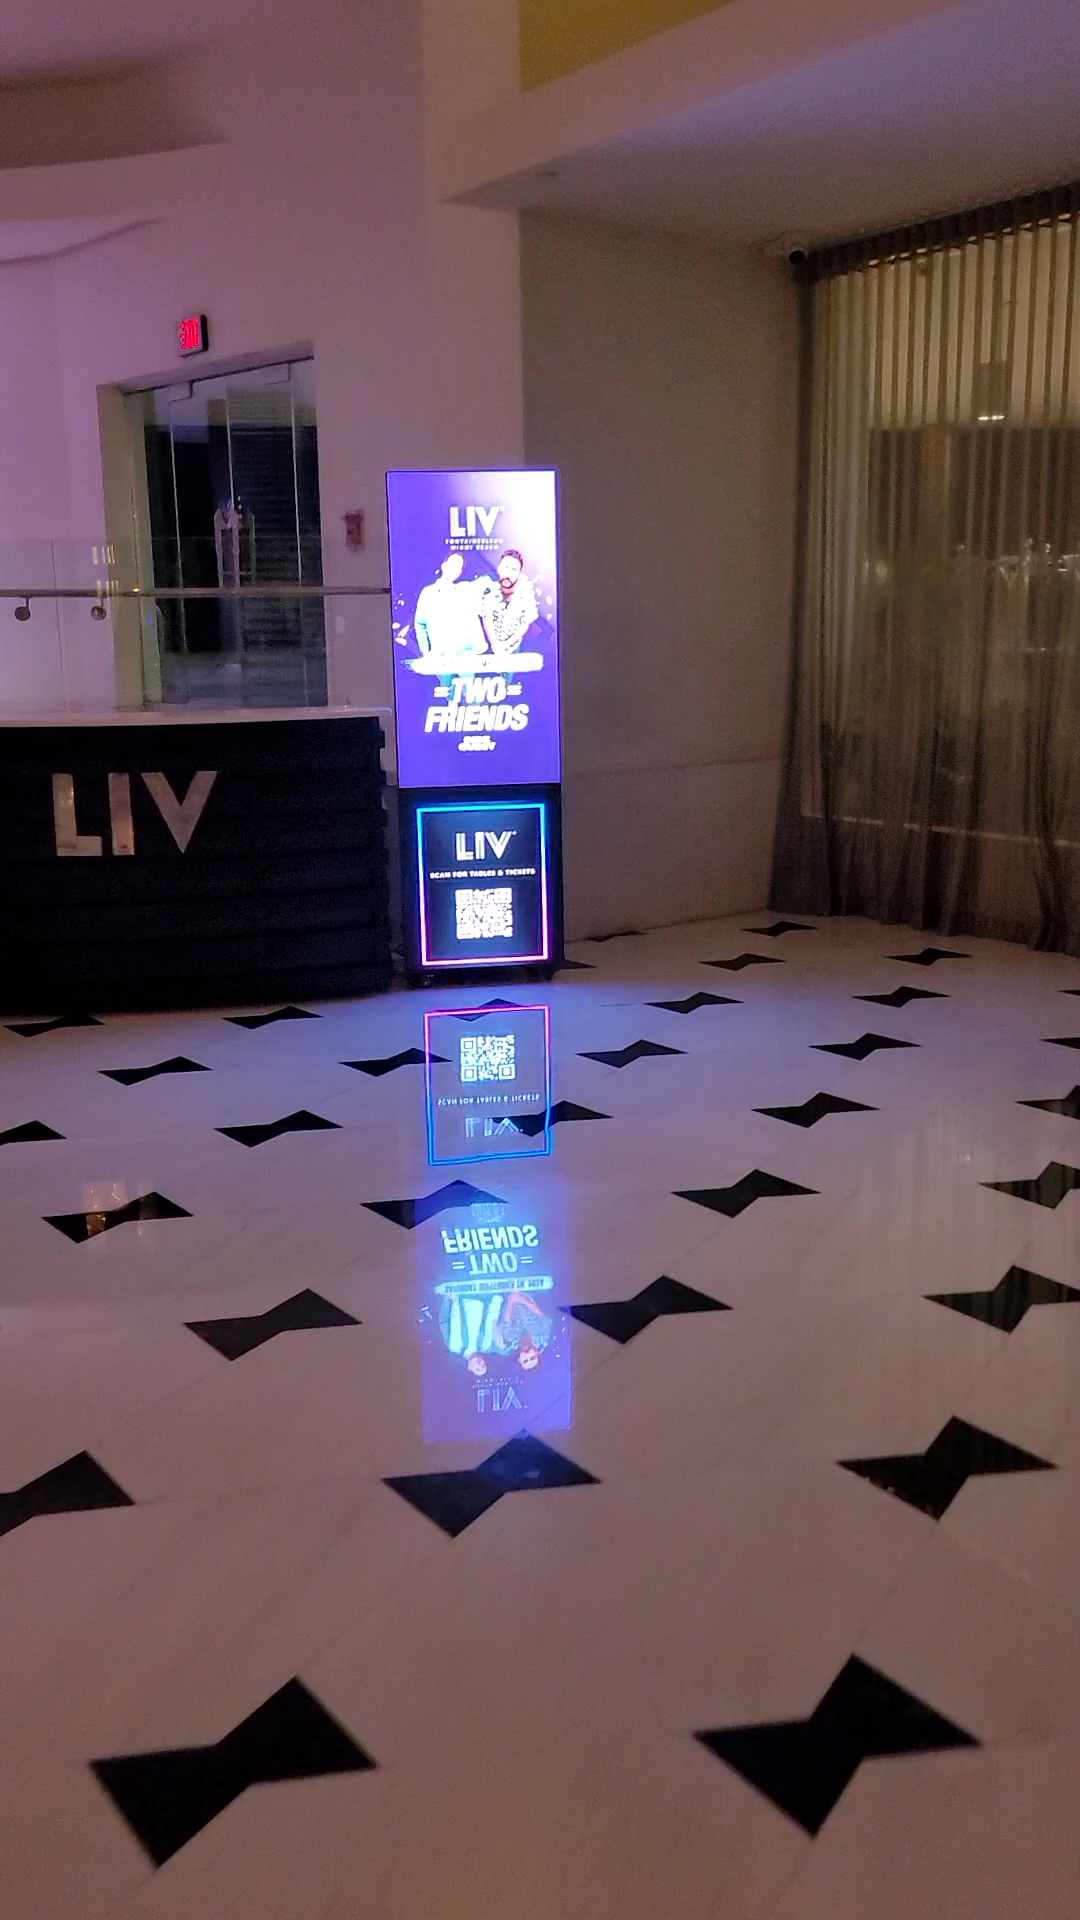 EXIT
LIV
FONTAINEBLEAU
MIAMI BEACH
=TWO=
FRIENDS
LIV
LIV
SCAN FOR TABLES & TICKETS